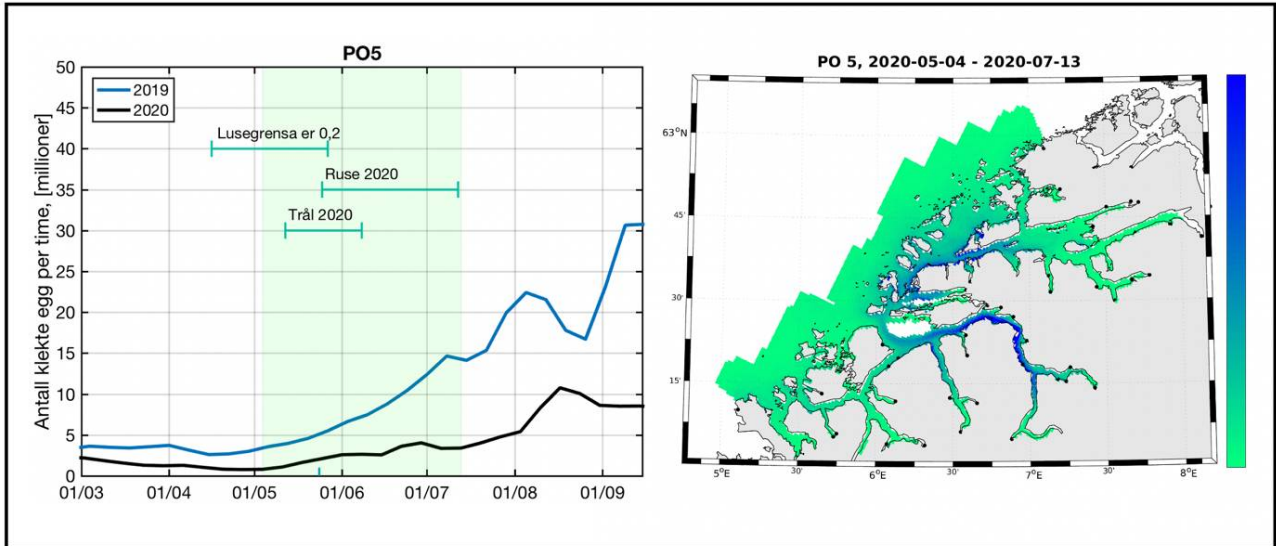 PO5
50
45
40
35
30
25
20
15
10
5
0
Antall klekte egg per time, [millioner]
2019
2020
Lusegrensa er 0,2
Ruse 2020
Trål 2020
01/03 01/04 01/05 01/06 01/07 01/08 01/09
PO 5, 2020-05-04 - 2020-07-13
63°N
45'
30'
15'
5°E 30' 6°E 30' 7°E 30' 8°E